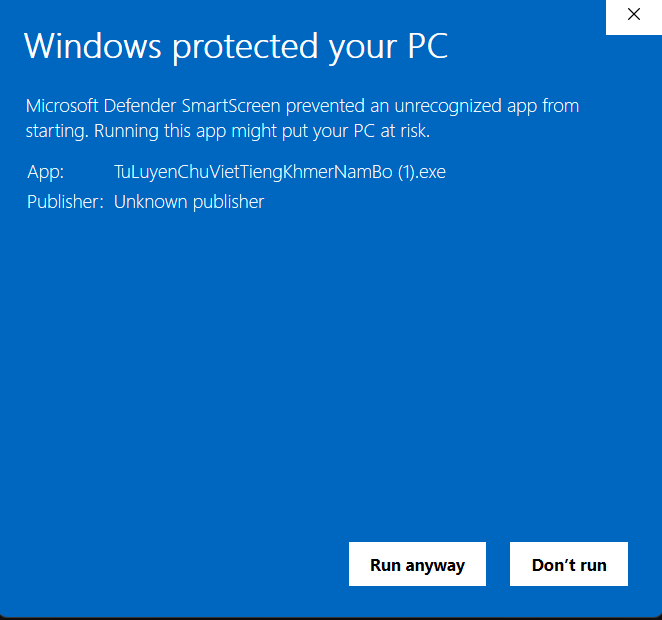 Windows protected your PC
Microsoft Defender SmartScreen prevented an unrecognized app from
starting. Running this app might put your PC at risk.
App: TuLuyenChuVietTiengKhmerNamBo (1).exe
Publisher: Unknown publisher
Run anyway Don’t run